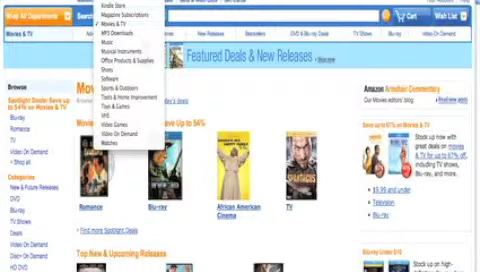 Shop All Departments
Search
Cart
Wish List
Kindle Store
Magazine Subscriptions
Movies & TV
MP3 Downloads
Music
Musical Instruments
Office Products & Supplies
Shoes
Software
Sports & Outdoors
Tools & Home Improvement
Toys & Games
VHS
Video Games
Video On Demand
Watches
Movies & TV
New Releases
Bestsellers
DVD
Blu-ray
TV Shows
Deals
Video On Demand
Featured Deals & New Releases
Browse
Spotlight Deals: Save up to 54% on Movies & TV
Blu-ray
Romance
TV
Video On Demand
Shop all
Categories
New & Future Releases
DVD
Blu-ray
TV Shows
Deals
Video On Demand
Disc+ On Demand
HD DVD
Save Up to 54%
Romance
Blu-ray
African American Cinema
TV
SPARTACUS
Find more Spotlight Deals
Top New & Upcoming Releases
Amazon Armchair Commentary
Our Movies editors' blog:
Read now
Save up to 67% on Movies & TV
Stock up now with great deals on movies & TV for up to 67% off, including TV shows, Blu-ray, and more.
$9.99 and under
Television
Blu-ray
Blu-ray Under $10
Stock up on high-